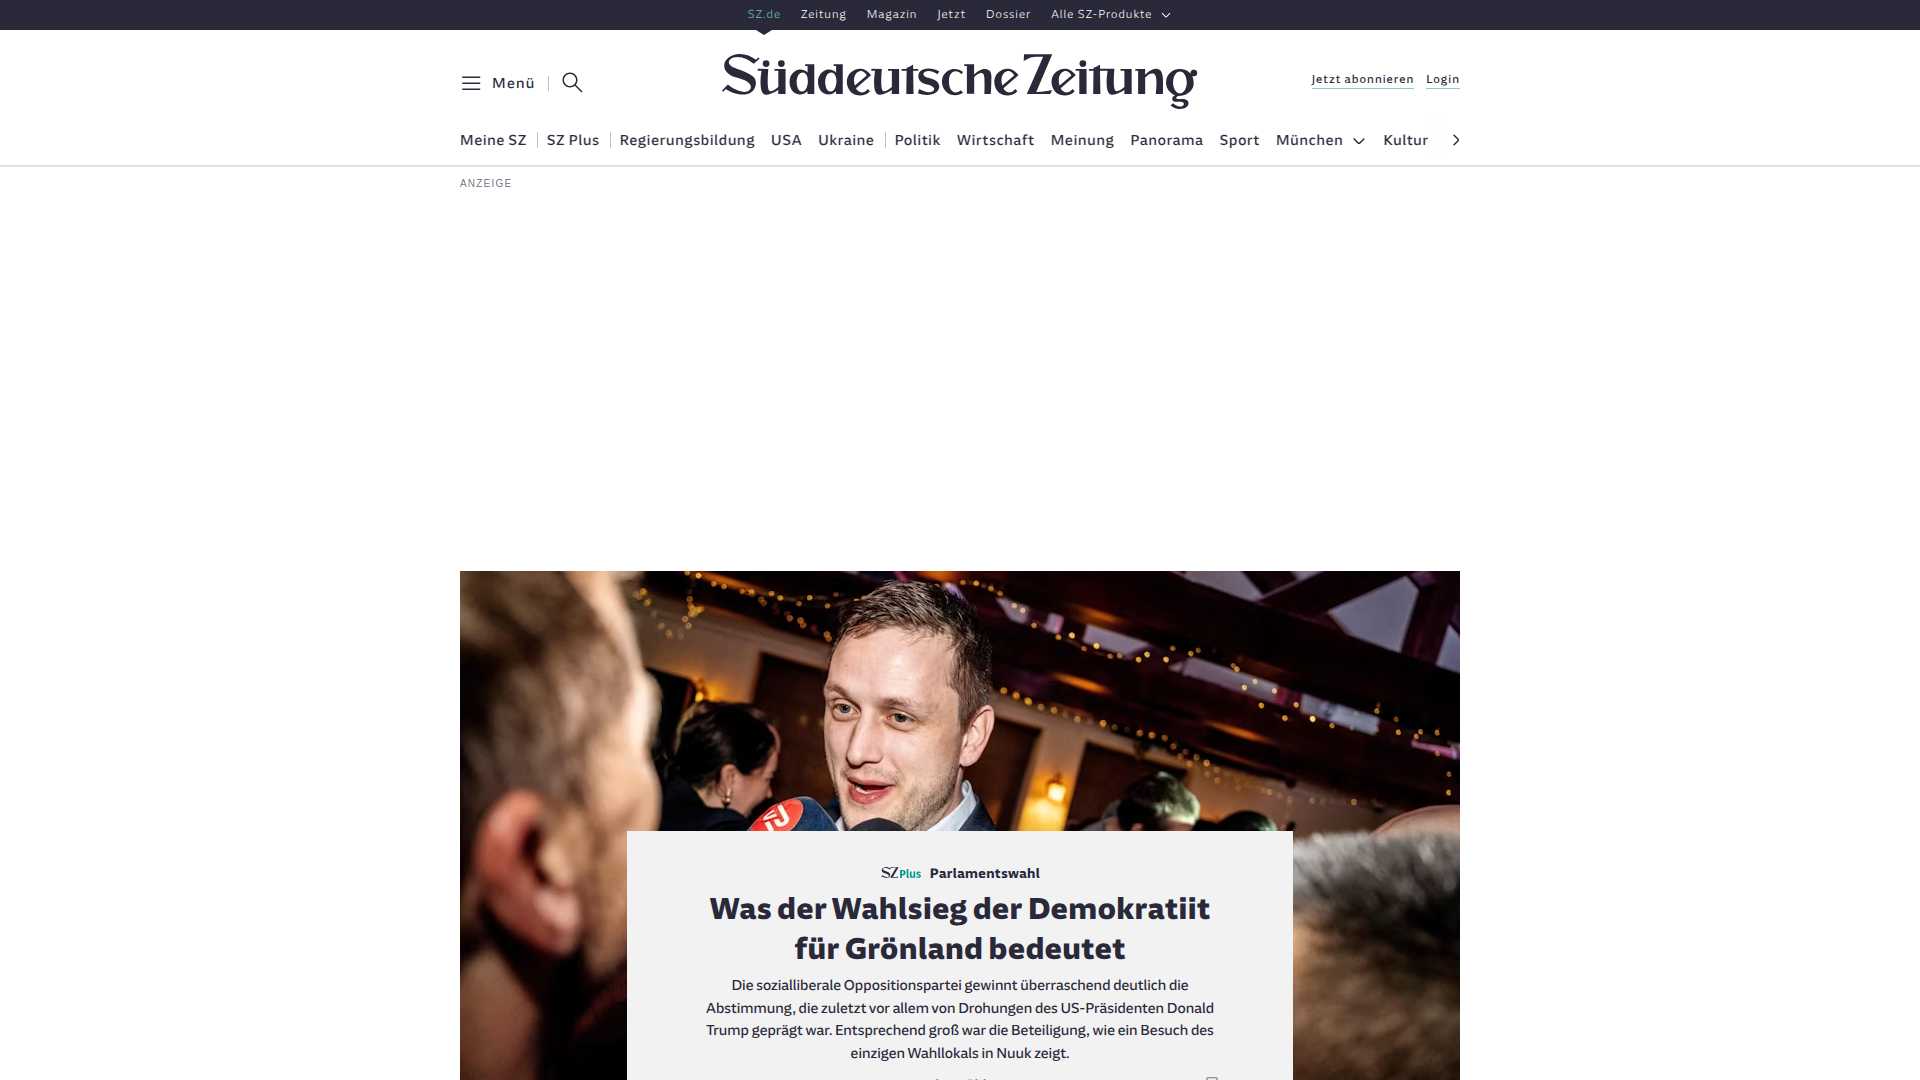 SZ.de Zeitung Magazin Jetzt Dossier Alle SZ-Produkte
Menü
Süddeutsche Zeitung
Jetzt abonnieren Login
Meine SZ SZ Plus Regierungsbildung USA Ukraine Politik Wirtschaft Meinung Panorama Sport München Kultur
ANZEIGE
SZ Plus Parlamentswahl
Was der Wahlsieg der Demokratiit
für Grönland bedeutet
Die sozialliberale Oppositionspartei gewinnt überraschend deutlich die
Abstimmung, die zuletzt vor allem von Drohungen des US-Präsidenten Donald
Trump geprägt war. Entsprechend groß war die Beteiligung, wie ein Besuch des
einzigen Wahllokals in Nuuk zeigt.